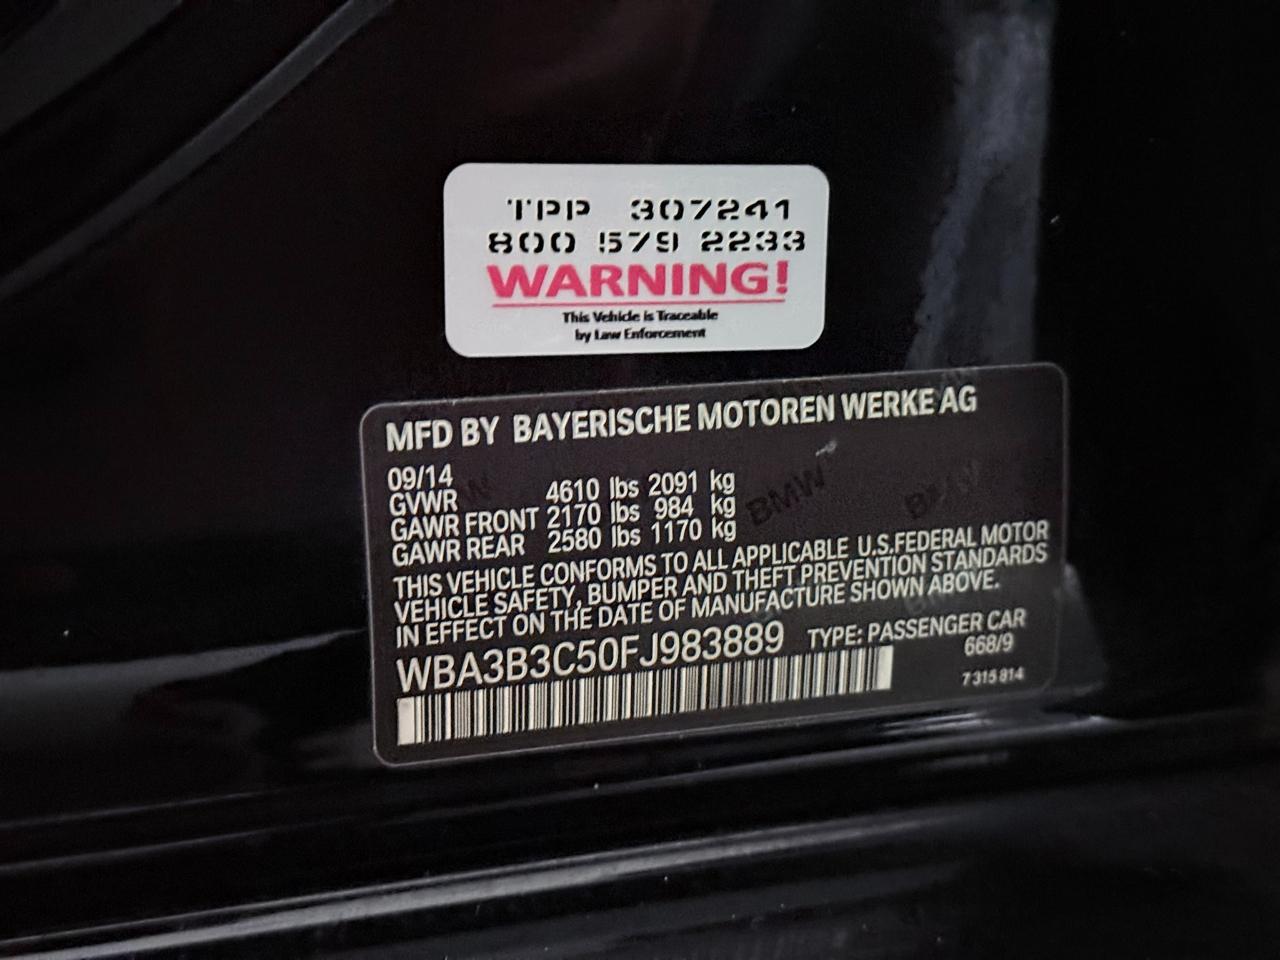 TPP 307241
800 579 2233
WARNING!
This Vehicle is Traceable
by Law Enforcement
MFD BY BAYERISCHE MOTOREN WERKE AG
09/14
GVWR 4610 lbs 2091 kg
GAWR FRONT 2170 lbs 984 kg
GAWR REAR 2580 lbs 1170 kg
THIS VEHICLE CONFORMS TO ALL APPLICABLE U.S.FEDERAL MOTOR
VEHICLE SAFETY, BUMPER AND THEFT PREVENTION STANDARDS
IN EFFECT ON THE DATE OF MANUFACTURE SHOWN ABOVE.
WBA3B3C50FJ983889 TYPE: PASSENGER CAR
668/9
7 315 814
BMW
BMW